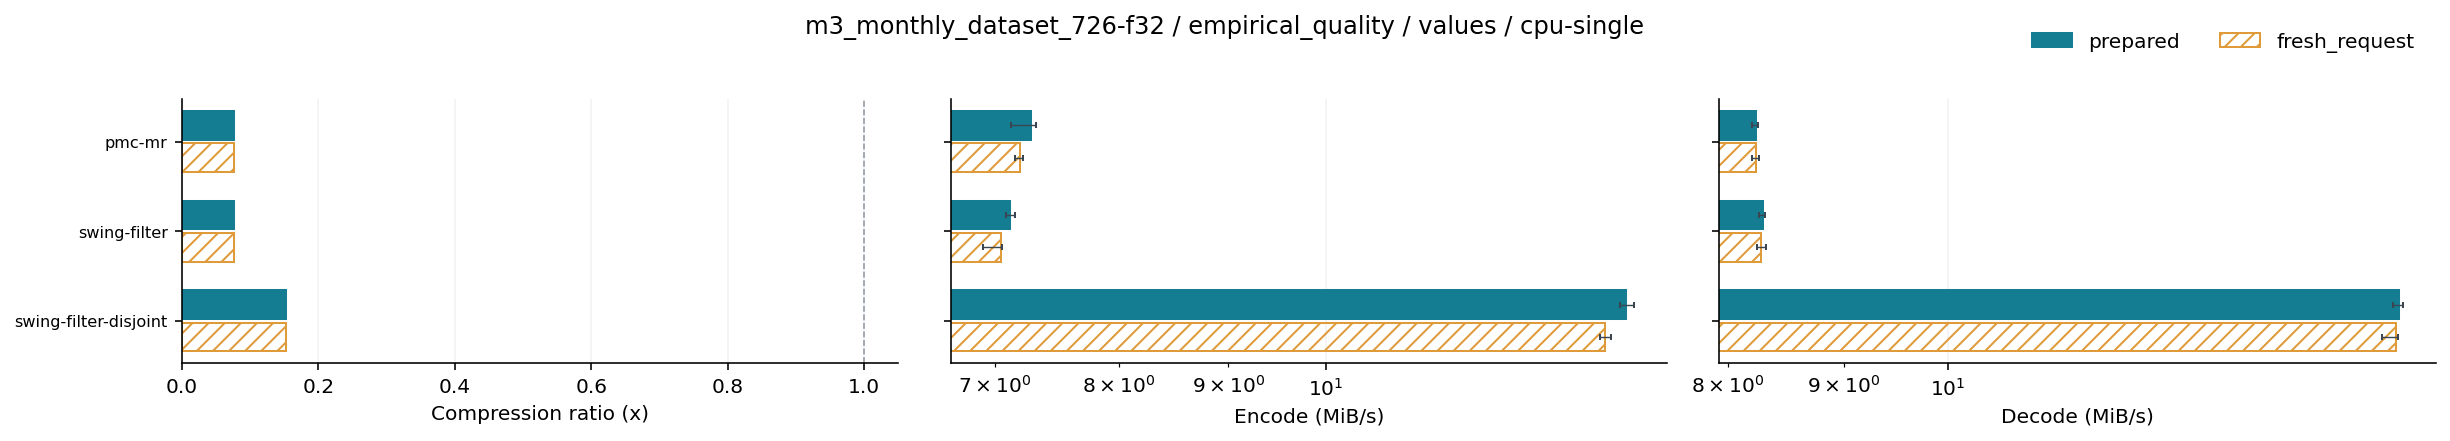 m3_monthly_dataset_726-f32 / empirical_quality / values / cpu-single
prepared
fresh_request
pmc-mr
swing-filter
swing-filter-disjoint
0.0 0.2 0.4 0.6 0.8 1.0
Compression ratio (x)
7 × 10⁰ 8 × 10⁰ 9 × 10⁰ 10¹
Encode (MiB/s)
8 × 10⁰ 9 × 10⁰ 10¹
Decode (MiB/s)